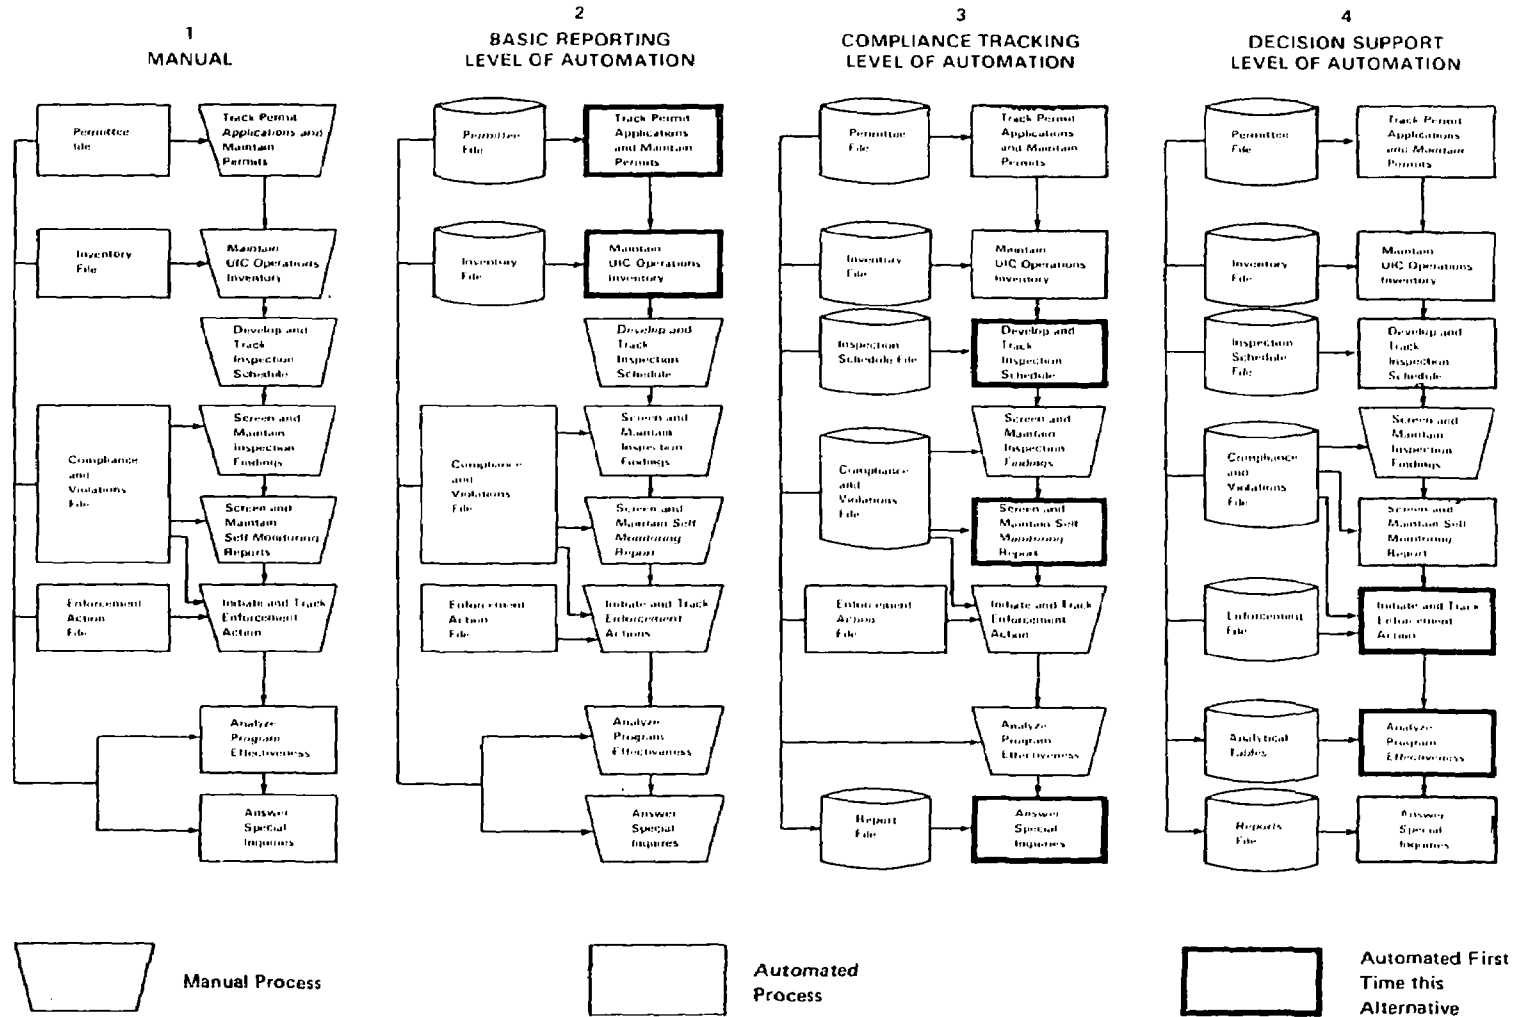 1
MANUAL
Permittee
file
Track Permit
Applications and
Maintain
Permits
Inventory
File
Maintain
UIC Operations
Inventory
Develop and
Track
Inspection
Schedule
Compliance
and
Violations
File
Screen and
Maintain
Inspection
Findings
Screen and
Maintain
Self Monitoring
Reports
Enforcement
Action
File
Initiate and Track
Enforcement
Action
Analyze
Program
Effectiveness
Answer
Special
Inquiries
2
BASIC REPORTING
LEVEL OF AUTOMATION
Permittee
File
Track Permit
Applications
and Maintain
Permits
Inventory
File
Maintain
UIC Operations
Inventory
Develop and
Track
Inspection
Schedule
Compliance
and
Violations
File
Screen and
Maintain
Inspection
Findings
Screen and
Maintain Self
Monitoring
Report
Enforcement
Action
File
Initiate and Track
Enforcement
Actions
Analyze
Program
Effectiveness
Answer
Special
Inquires
3
COMPLIANCE TRACKING
LEVEL OF AUTOMATION
Permittee
File
Track Permit
Applications
and Maintain
Permits
Inventory
File
Maintain
UIC Operations
Inventory
Inspection
Schedule File
Develop and
Track
Inspection
Schedule
Compliance
and
Violations
File
Screen and
Maintain
Inspection
Findings
Screen and
Maintain Self
Monitoring
Report
Enforcement
Action
File
Initiate and Track
Enforcement
Action
Analyze
Program
Effectiveness
Report
File
Answer
Special
Inquiries
4
DECISION SUPPORT
LEVEL OF AUTOMATION
Permittee
File
Track Permit
Applications
and Maintain
Permits
Inventory
File
Maintain
UIC Operations
Inventory
Inspection
Schedule
File
Develop and
Track
Inspection
Schedule
Compliance
and
Violations
File
Screen and
Maintain
Inspection
Findings
Screen and
Maintain Self
Monitoring
Report
Enforcement
File
Initiate and Track
Enforcement
Action
Analytical
Tables
Analyze
Program
Effectiveness
Reports
File
Answer
Special
Inquiries
Manual Process
Automated
Process
Automated First
Time this
Alternative